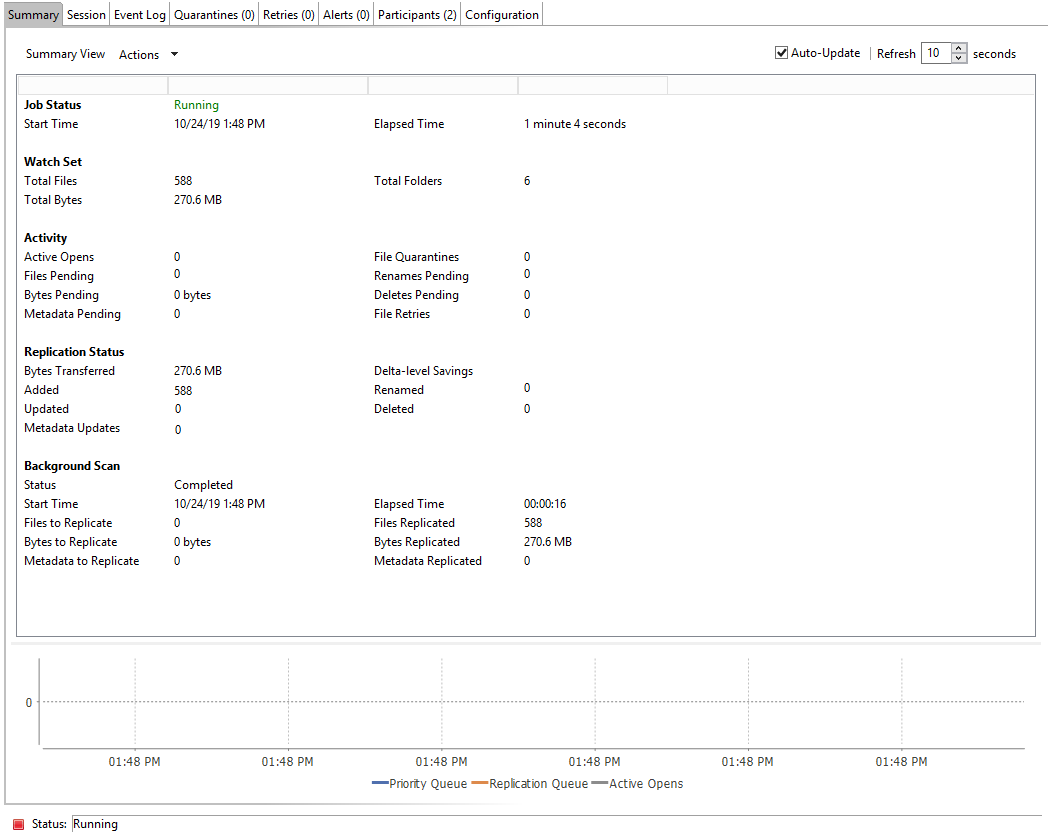 Summary Session Event Log Quarantines (0) Retries (0) Alerts (0) Participants (2) Configuration
Summary View Actions Auto-Update Refresh 10 seconds
Job Status Running
Start Time 10/24/19 1:48 PM Elapsed Time 1 minute 4 seconds
Watch Set
Total Files 588 Total Folders 6
Total Bytes 270.6 MB
Activity
Active Opens 0 File Quarantines 0
Files Pending 0 Renames Pending 0
Bytes Pending 0 bytes Deletes Pending 0
Metadata Pending 0 File Retries 0
Replication Status
Bytes Transferred 270.6 MB Delta-level Savings
Added 588 Renamed 0
Updated 0 Deleted 0
Metadata Updates 0
Background Scan
Status Completed
Start Time 10/24/19 1:48 PM Elapsed Time 00:00:16
Files to Replicate 0 Files Replicated 588
Bytes to Replicate 0 bytes Bytes Replicated 270.6 MB
Metadata to Replicate 0 Metadata Replicated 0
0
01:48 PM 01:48 PM 01:48 PM 01:48 PM 01:48 PM 01:48 PM
Priority Queue Replication Queue Active Opens
Status: Running